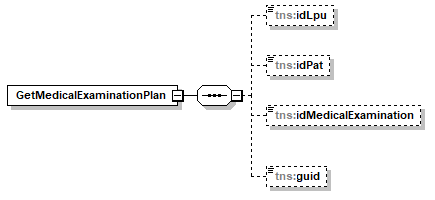 tns:idLpu
tns:idPat
GetMedicalExaminationPlan
tns:idMedicalExamination
tns:guid